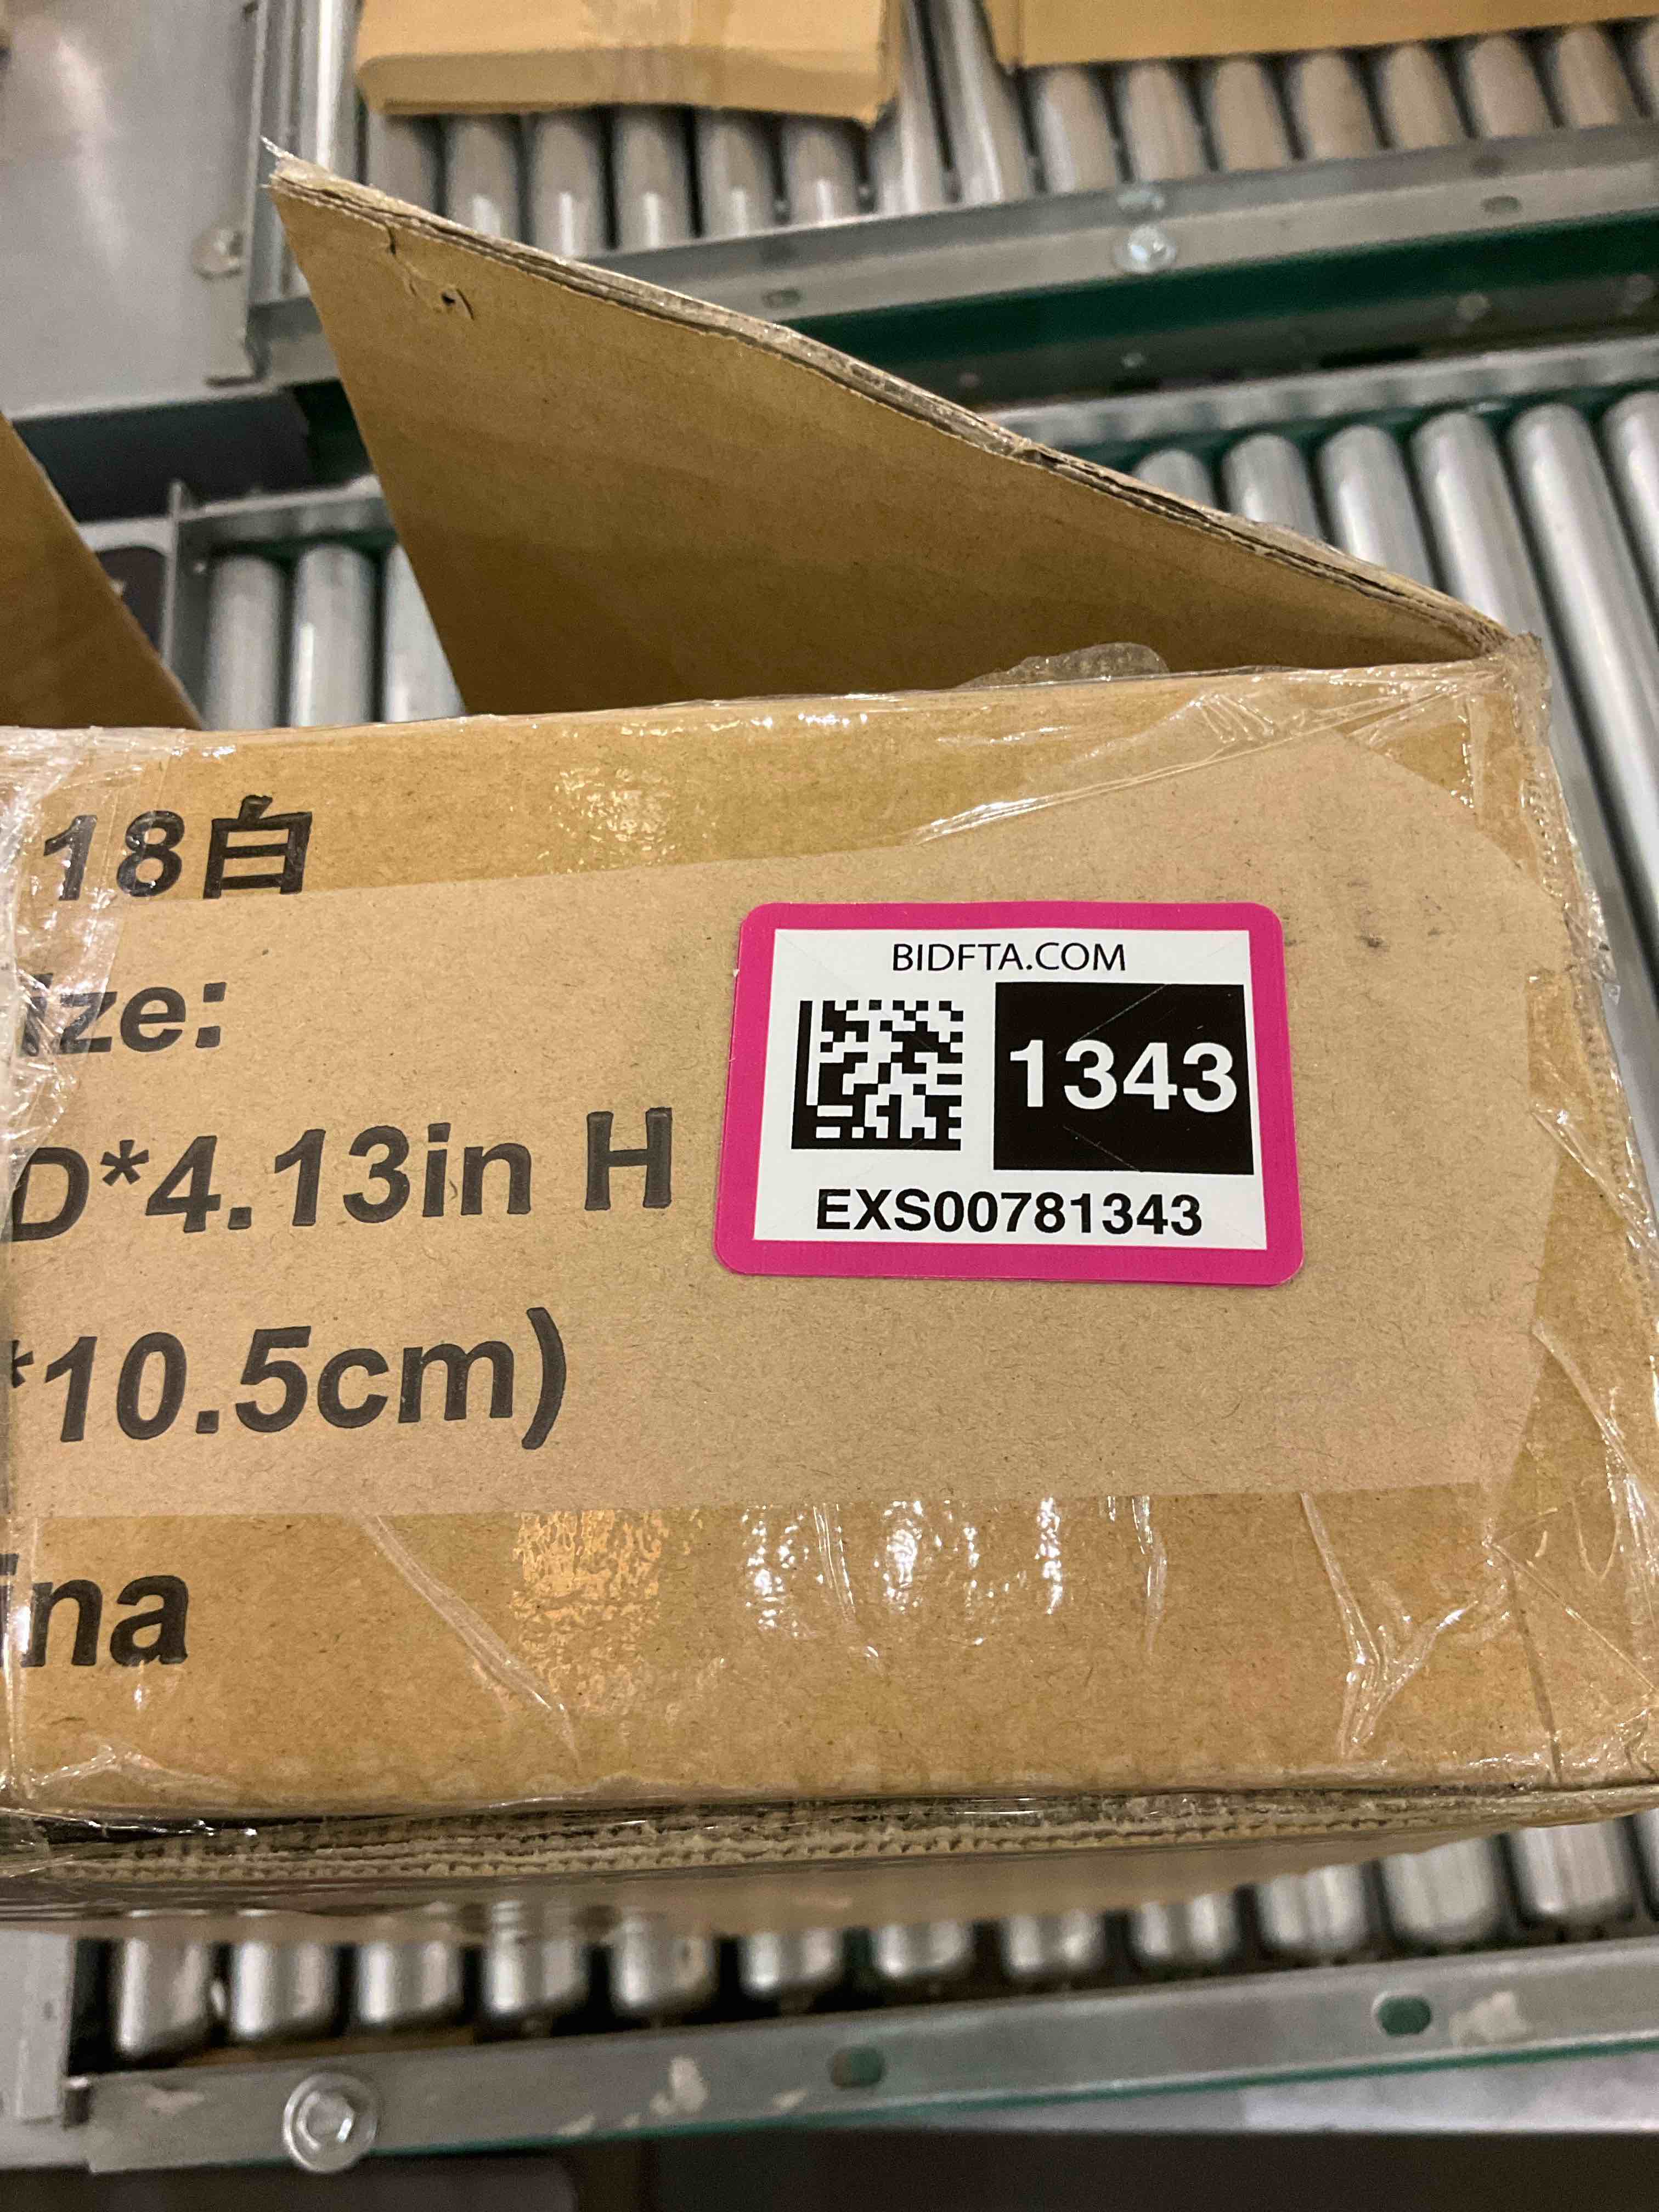 18白
ize:
D*4.13in H
*10.5cm)
ina
BIDFTA.COM
1343
EXS00781343